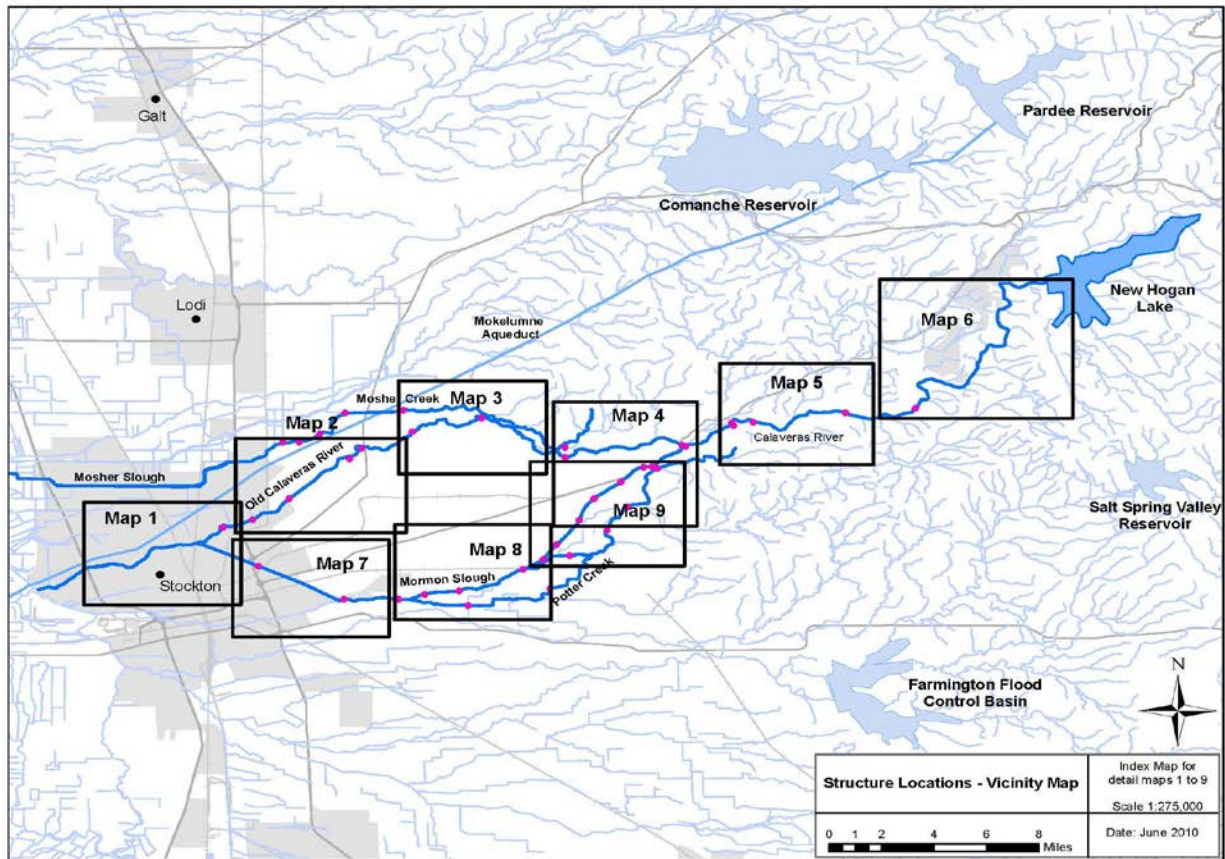 Galt
Pardee Reservoir
Comanche Reservoir
New Hogan
Lake
Lodi
Map 6
Mokelumne
Aqueduct
Map 5
Mosher Creek
Map 3
Map 4
Map 2
Calaveras River
Mosher Slough
Old Calaveras River
Salt Spring Valley
Reservoir
Map 1
Map 9
Map 8
Map 7
Stockton
Mormon Slough
Potter Creek
N
Farmington Flood
Control Basin
Structure Locations - Vicinity Map
Index Map for
detail maps 1 to 9
Scale 1:275,000
Date: June 2010
0 1 2 4 6 8
Miles